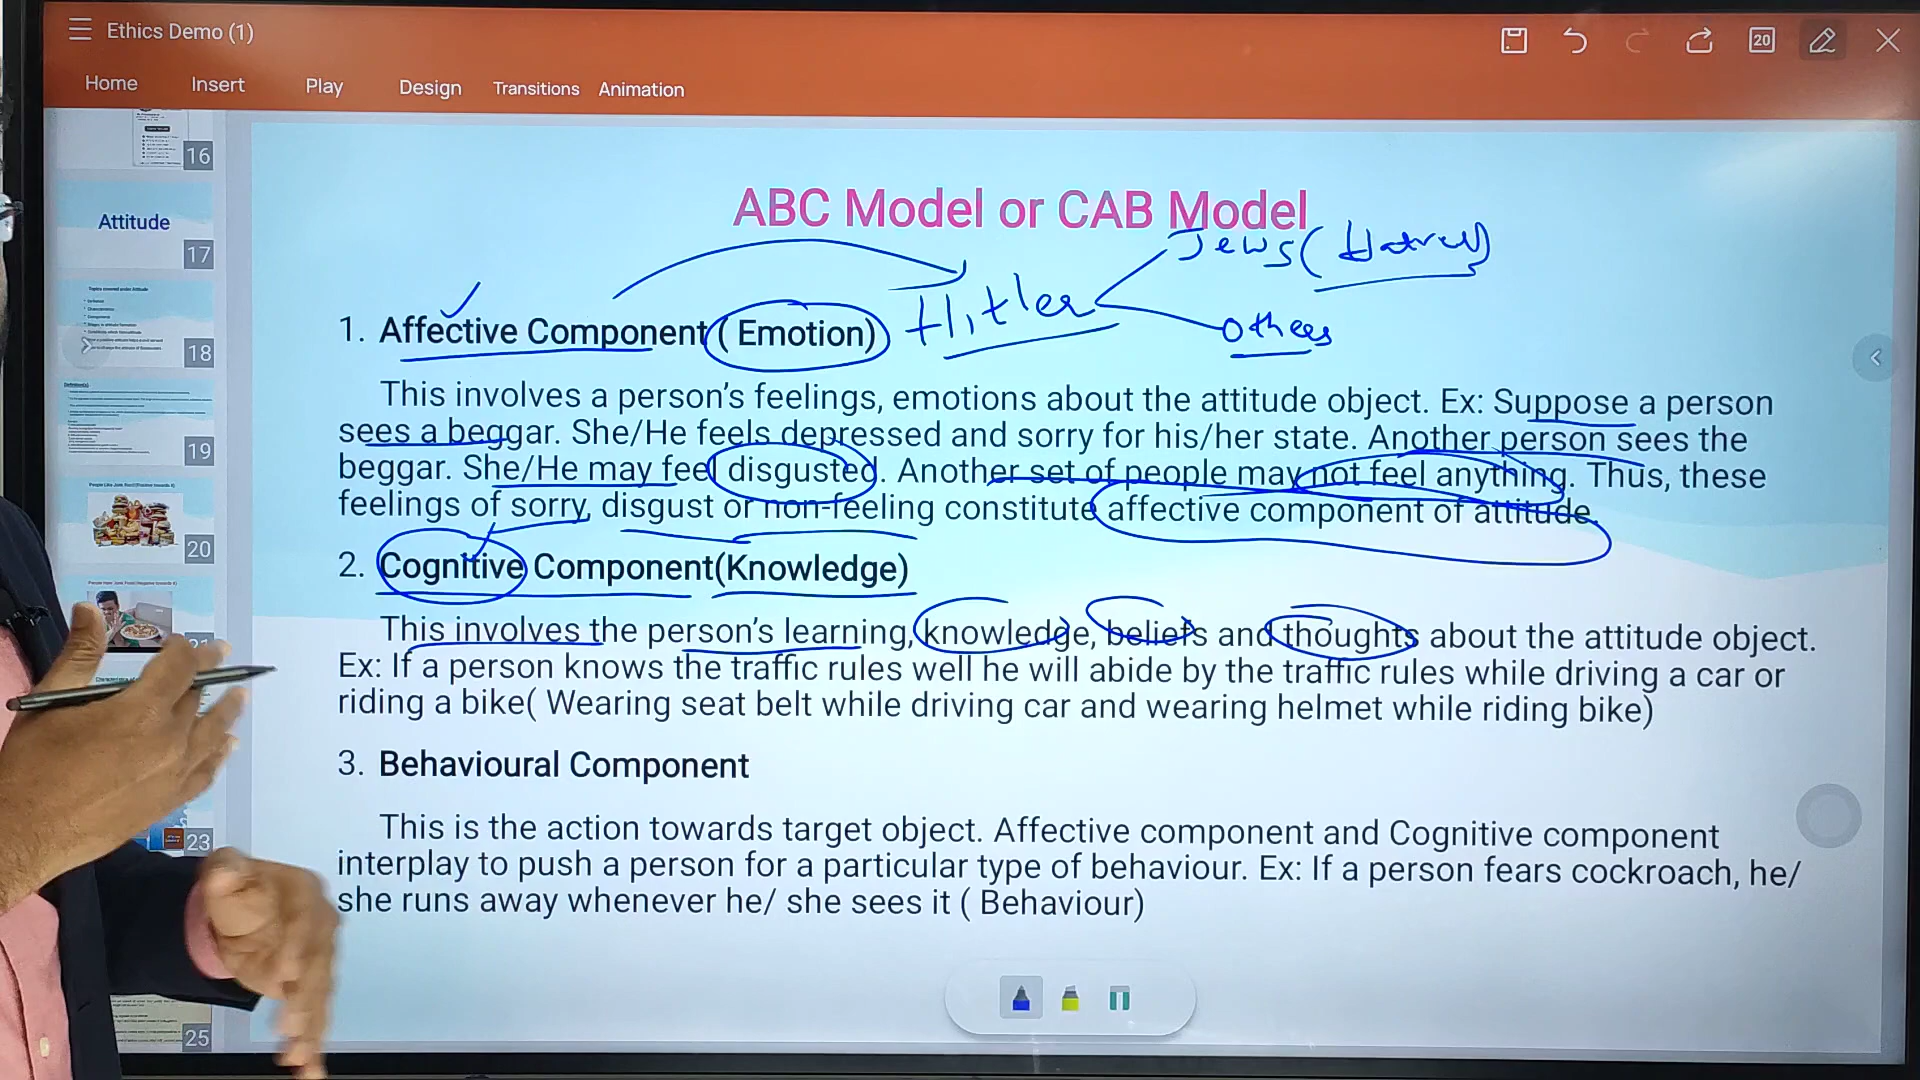 Ethics Demo (1)
20
Home Insert Play Design Transitions Animation
16
Attitude
17
18
19
20
21
23
25
ABC Model or CAB Model
Jews (Hatred)
Hitler
Others
1. Affective Component ( Emotion)
This involves a person's feelings, emotions about the attitude object. Ex: Suppose a person
sees a beggar. She/He feels depressed and sorry for his/her state. Another person sees the
beggar. She/He may feel disgusted. Another set of people may not feel anything. Thus, these
feelings of sorry, disgust or non-feeling constitute affective component of attitude.
2. Cognitive Component(Knowledge)
This involves the person's learning, knowledge, beliefs and thoughts about the attitude object.
Ex: If a person knows the traffic rules well he will abide by the traffic rules while driving a car or
riding a bike( Wearing seat belt while driving car and wearing helmet while riding bike)
3. Behavioural Component
This is the action towards target object. Affective component and Cognitive component
interplay to push a person for a particular type of behaviour. Ex: If a person fears cockroach, he/
she runs away whenever he/ she sees it ( Behaviour)